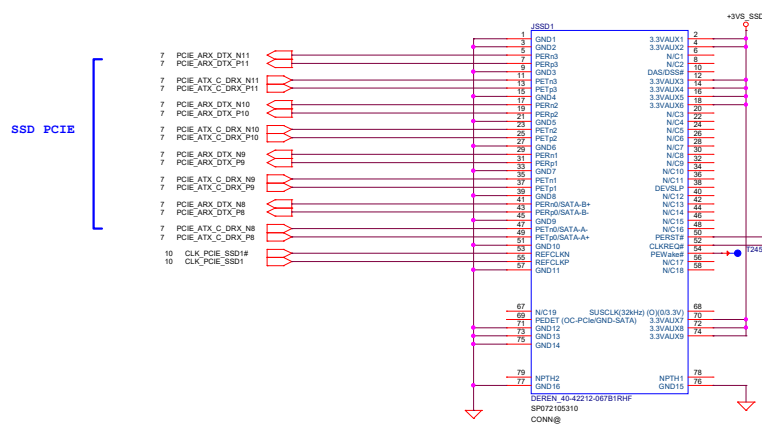 +3VS_SSD
JSSD1
1 GND1 3.3VAUX1 2
3 GND2 3.3VAUX2 4
7 PCIE_ARX_DTX_N11 5 PERn3 N/C1 6
7 PCIE_ARX_DTX_P11 7 PERp3 N/C2 8
9 GND3 DAS/DSS# 10
7 PCIE_ATX_C_DRX_N11 11 PETn3 3.3VAUX3 12
7 PCIE_ATX_C_DRX_P11 13 PETp3 3.3VAUX4 14
15 GND4 3.3VAUX5 16
7 PCIE_ARX_DTX_N10 17 PERn2 3.3VAUX6 18
7 PCIE_ARX_DTX_P10 19 PERp2 N/C3 20
21 GND5 N/C4 22
SSD PCIE
7 PCIE_ATX_C_DRX_N10 23 PETn2 N/C5 24
7 PCIE_ATX_C_DRX_P10 25 PETp2 N/C6 26
27 GND6 N/C7 28
7 PCIE_ARX_DTX_N9 29 PERn1 N/C8 30
7 PCIE_ARX_DTX_P9 31 PERp1 N/C9 32
33 GND7 N/C10 34
7 PCIE_ATX_C_DRX_N9 35 PETn1 N/C11 36
7 PCIE_ATX_C_DRX_P9 37 PETp1 DEVSLP 38
39 GND8 N/C12 40
7 PCIE_ARX_DTX_N8 41 PERn0/SATA-B+ N/C13 42
7 PCIE_ARX_DTX_P8 43 PERp0/SATA-B- N/C14 44
45 GND9 N/C15 46
7 PCIE_ATX_C_DRX_N8 47 PETn0/SATA-A- N/C16 48
7 PCIE_ATX_C_DRX_P8 49 PETp0/SATA-A+ PERST# 50
51 GND10 CLKREQ# 52
10 CLK_PCIE_SSD1# 53 REFCLKN PEWake# 54 T245
10 CLK_PCIE_SSD1 55 REFCLKP N/C17 56
57 GND11 N/C18 58
67 N/C19 SUSCLK(32kHz) (O)(0/3.3V) 68
69 PEDET (OC-PCIe/GND-SATA) 3.3VAUX7 70
71 GND12 3.3VAUX8 72
73 GND13 3.3VAUX9 74
75 GND14
79 NPTH2 NPTH1 78
77 GND16 GND15 76
DEREN_40-42212-067B1RHF
SP072105310
CONN@